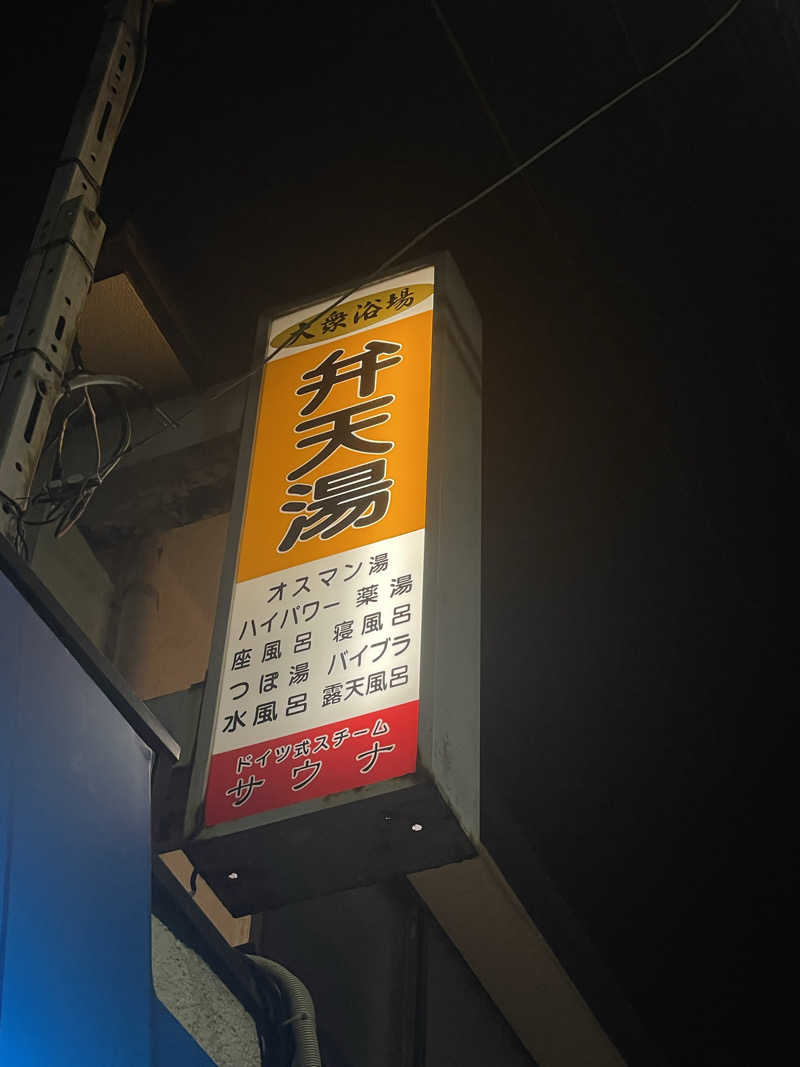 大衆浴場
弁天湯
オスマン湯
ハイパワー 薬湯
座風呂 寝風呂
つぼ湯 バイブラ
水風呂 露天風呂
ドイツ式スチーム
サウナ